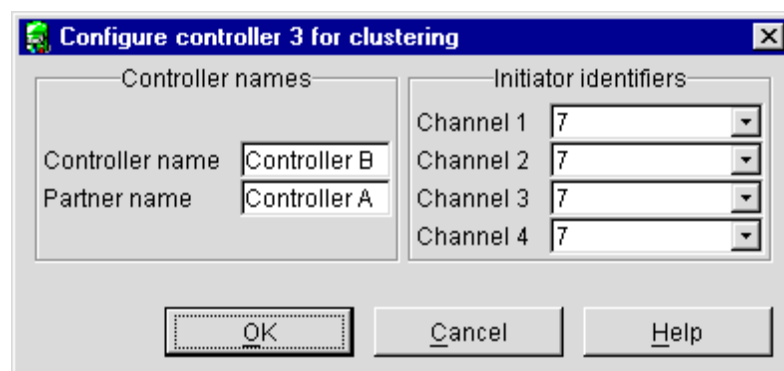 Configure controller 3 for clustering
Controller names
Controller name Controller B
Partner name Controller A
Initiator identifiers
Channel 1 7
Channel 2 7
Channel 3 7
Channel 4 7
OK Cancel Help